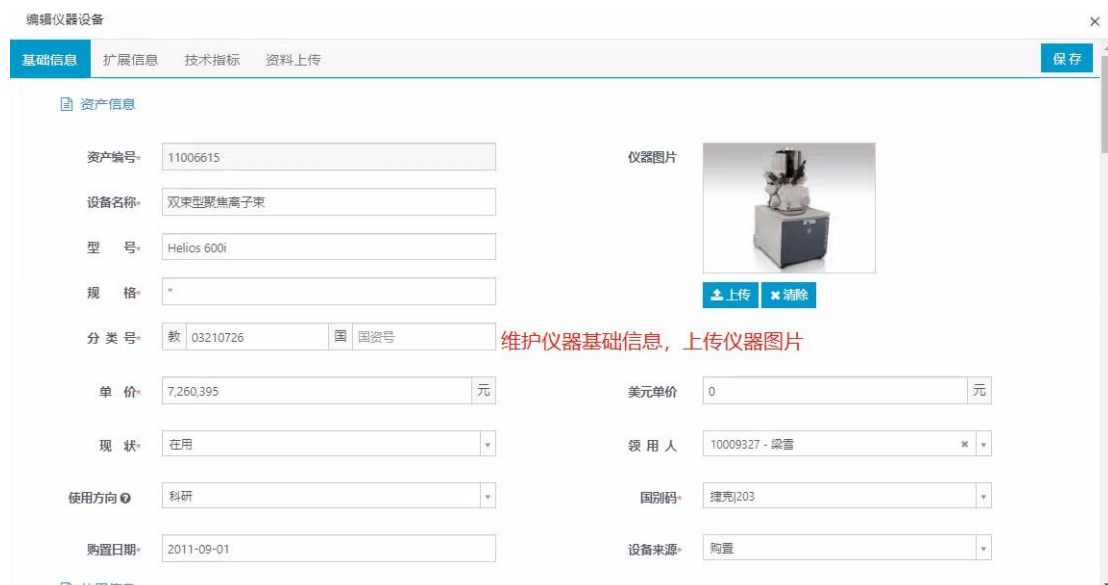 编辑仪器设备 ×
基础信息 扩展信息 技术指标 资料上传 保存
资产信息
资产编号* 11006615 仪器图片
设备名称* 双束型聚焦离子束
型 号* Helios 600i
规 格* *
上传 清除
分 类 号* 教 03210726 国 国资号
维护仪器基础信息，上传仪器图片
单 价* 7,260,395 元 美元单价 0 元
现 状* 在用 领 用 人 10009327 - 梁雪
使用方向 科研 国别码* 捷克|203
购置日期* 2011-09-01 设备来源* 购置